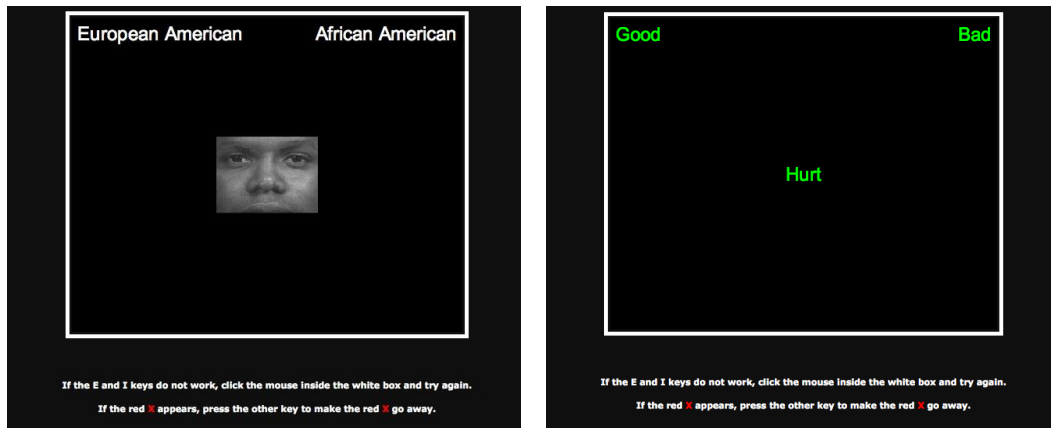 European American African American
If the E and I keys do not work, click the mouse inside the white box and try again.
If the red X appears, press the other key to make the red X go away.
Good Bad
Hurt
If the E and I keys do not work, click the mouse inside the white box and try again.
If the red X appears, press the other key to make the red X go away.